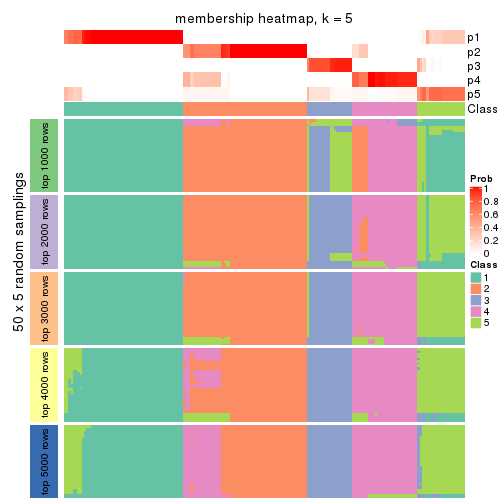 membership heatmap, k = 5
p1
p2
p3
p4
p5
Class
50 x 5 random samplings
top 1000 rows
top 2000 rows
top 3000 rows
top 4000 rows
top 5000 rows
Prob
1
0.8
0.6
0.4
0.2
0
Class
1
2
3
4
5